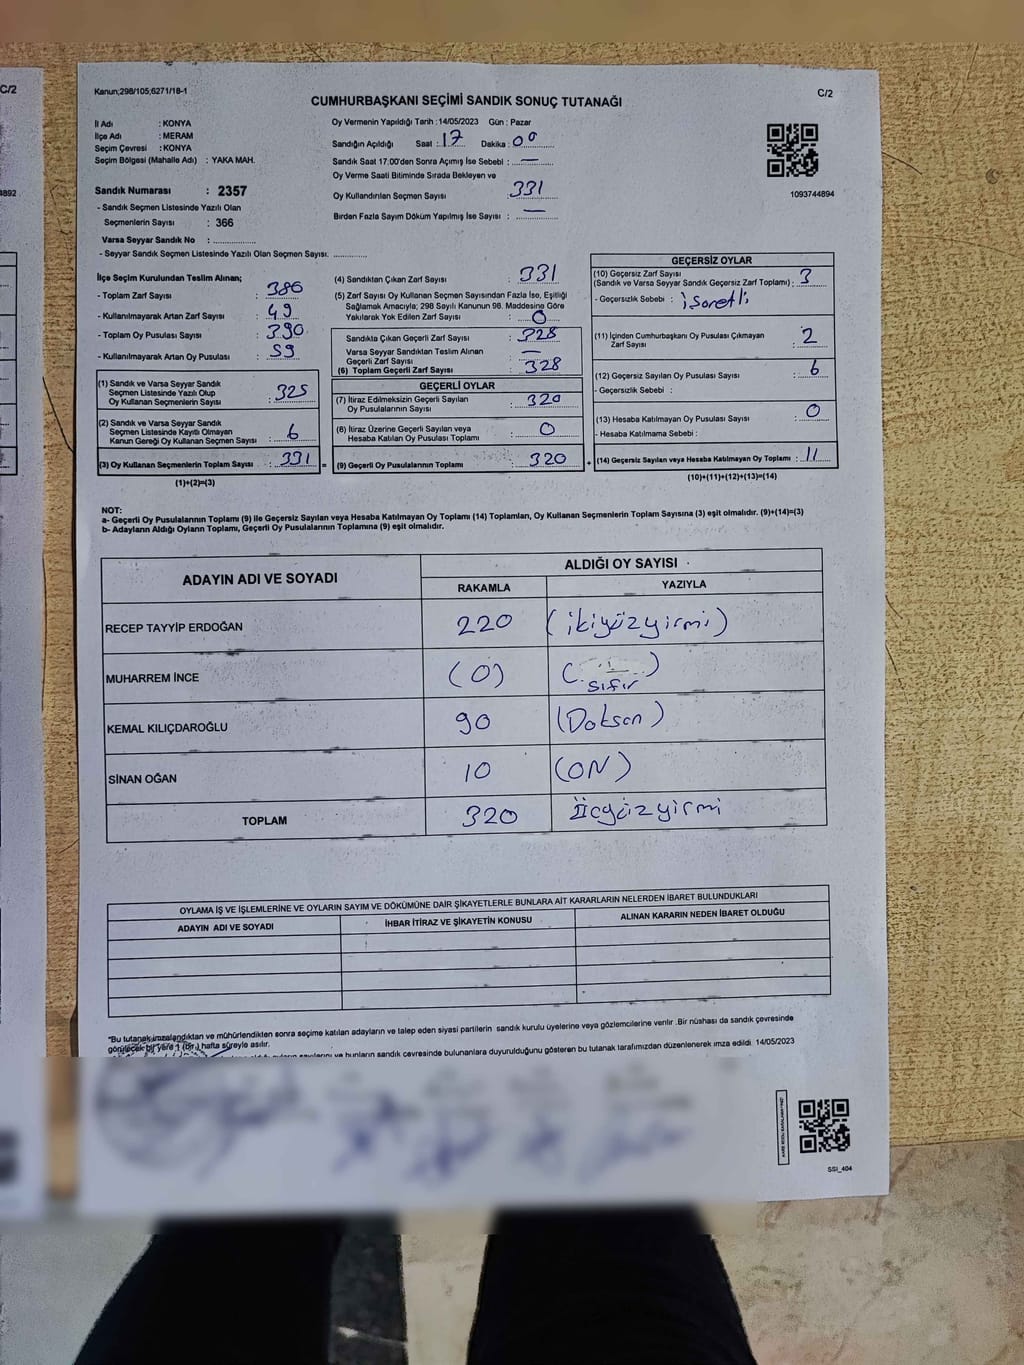 C/2
4892
Kanun;298/105;6271/18-1
CUMHURBAŞKANI SEÇİMİ SANDIK SONUÇ TUTANAĞI
C/2
İl Adı : KONYA
İlçe Adı : MERAM
Seçim Çevresi : KONYA
Seçim Bölgesi (Mahalle Adı) : YAKA MAH.
Sandık Numarası : 2357
- Sandık Seçmen Listesinde Yazılı Olan
Seçmenlerin Sayısı : 366
Varsa Seyyar Sandık No : ..............
- Seyyar Sandık Seçmen Listesinde Yazılı Olan Seçmen Sayısı. ............
Oy Vermenin Yapıldığı Tarih :14/05/2023 Gün : Pazar
Sandığın Açıldığı Saat : 17 Dakika : 00
Sandık Saat 17:00'den Sonra Açımış İse Sebebi : —
Oy Verme Saati Bitiminde Sırada Bekleyen ve
Oy Kullandırılan Seçmen Sayısı : 331
Birden Fazla Sayım Döküm Yapılmış İse Sayısı : —
1093744894
İlçe Seçim Kurulundan Teslim Alınan;
- Toplam Zarf Sayısı : 380
- Kullanılmayarak Artan Zarf Sayısı : 49
- Toplam Oy Pusulası Sayısı : 390
- Kullanılmayarak Artan Oy Pusulası : 59
(1) Sandık ve Varsa Seyyar Sandık
Seçmen Listesinde Yazılı Olup
Oy Kullanan Seçmenlerin Sayısı : 325
(2) Sandık ve Varsa Seyyar Sandık
Seçmen Listesinde Kayıtlı Olmayan
Kanun Gereği Oy Kullanan Seçmen Sayısı : 6
(3) Oy Kullanan Seçmenlerin Toplam Sayısı : 331 =
(1)+(2)=(3)
(4) Sandıktan Çıkan Zarf Sayısı : 331
(5) Zarf Sayısı Oy Kullanan Seçmen Sayısından Fazla İse, Eşitliği
Sağlamak Amacıyla; 298 Sayılı Kanunun 98. Maddesine Göre
Yakılarak Yok Edilen Zarf Sayısı : 0
Sandıkta Çıkan Geçerli Zarf Sayısı : 328
Varsa Seyyar Sandıktan Teslim Alınan
Geçerli Zarf Sayısı : —
(6) Toplam Geçerli Zarf Sayısı : 328
GEÇERLİ OYLAR
(7) İtiraz Edilmeksizin Geçerli Sayılan
Oy Pusulalarının Sayısı : 320
(8) İtiraz Üzerine Geçerli Sayılan veya
Hesaba Katılan Oy Pusulası Toplamı : 0
(9) Geçerli Oy Pusulalarının Toplamı : 320 +
GEÇERSİZ OYLAR
(10) Geçersiz Zarf Sayısı
(Sandık ve Varsa Seyyar Sandık Geçersiz Zarf Toplamı) : 3
- Geçersizlik Sebebi : işaretli
(11) İçinden Cumhurbaşkanı Oy Pusulası Çıkmayan
Zarf Sayısı : 2
(12) Geçersiz Sayılan Oy Pusulası Sayısı : 6
- Geçersizlik Sebebi :
(13) Hesaba Katılmayan Oy Pusulası Sayısı : 0
- Hesaba Katılmama Sebebi :
(14) Geçersiz Sayılan veya Hesaba Katılmayan Oy Toplamı : 11
(10)+(11)+(12)+(13)=(14)
NOT:
a- Geçerli Oy Pusulalarının Toplamı (9) ile Geçersiz Sayılan veya Hesaba Katılmayan Oy Toplamı (14) Toplamları, Oy Kullanan Seçmenlerin Toplam Sayısına (3) eşit olmalıdır. (9)+(14)=(3)
b- Adayların Aldığı Oyların Toplamı, Geçerli Oy Pusulalarının Toplamına (9) eşit olmalıdır.
ADAYIN ADI VE SOYADI ALDIĞI OY SAYISI
RAKAMLA YAZIYLA
RECEP TAYYİP ERDOĞAN 220 (ikiyüzyirmi)
MUHARREM İNCE (0) (sıfır)
KEMAL KILIÇDAROĞLU 90 (Doksan)
SİNAN OĞAN 10 (ON)
TOPLAM 320 Üçyüzyirmi
OYLAMA İŞ VE İŞLEMLERİNE VE OYLARIN SAYIM VE DÖKÜMÜNE DAİR ŞİKAYETLERLE BUNLARA AİT KARARLARIN NELERDEN İBARET BULUNDUKLARI
ADAYIN ADI VE SOYADI İHBAR İTİRAZ VE ŞİKAYETİN KONUSU ALINAN KARARIN NEDEN İBARET OLDUĞU
"Bu tutanak imzalandıktan ve mühürlendikten sonra seçime katılan adayların ve talep eden siyasi partilerin sandık kurulu üyelerine veya gözlemcilerine verilir .Bir nüshası da sandık çevresinde
görülecek bir yere 1 (bir) hafta süreyle asılır.
sayılarını ve bunların sandık çevresinde bulunanlara duyurulduğunu gösteren bu tutanak tarafımızdan düzenlenerek imza edildi. 14/05/2023
SSİ_404